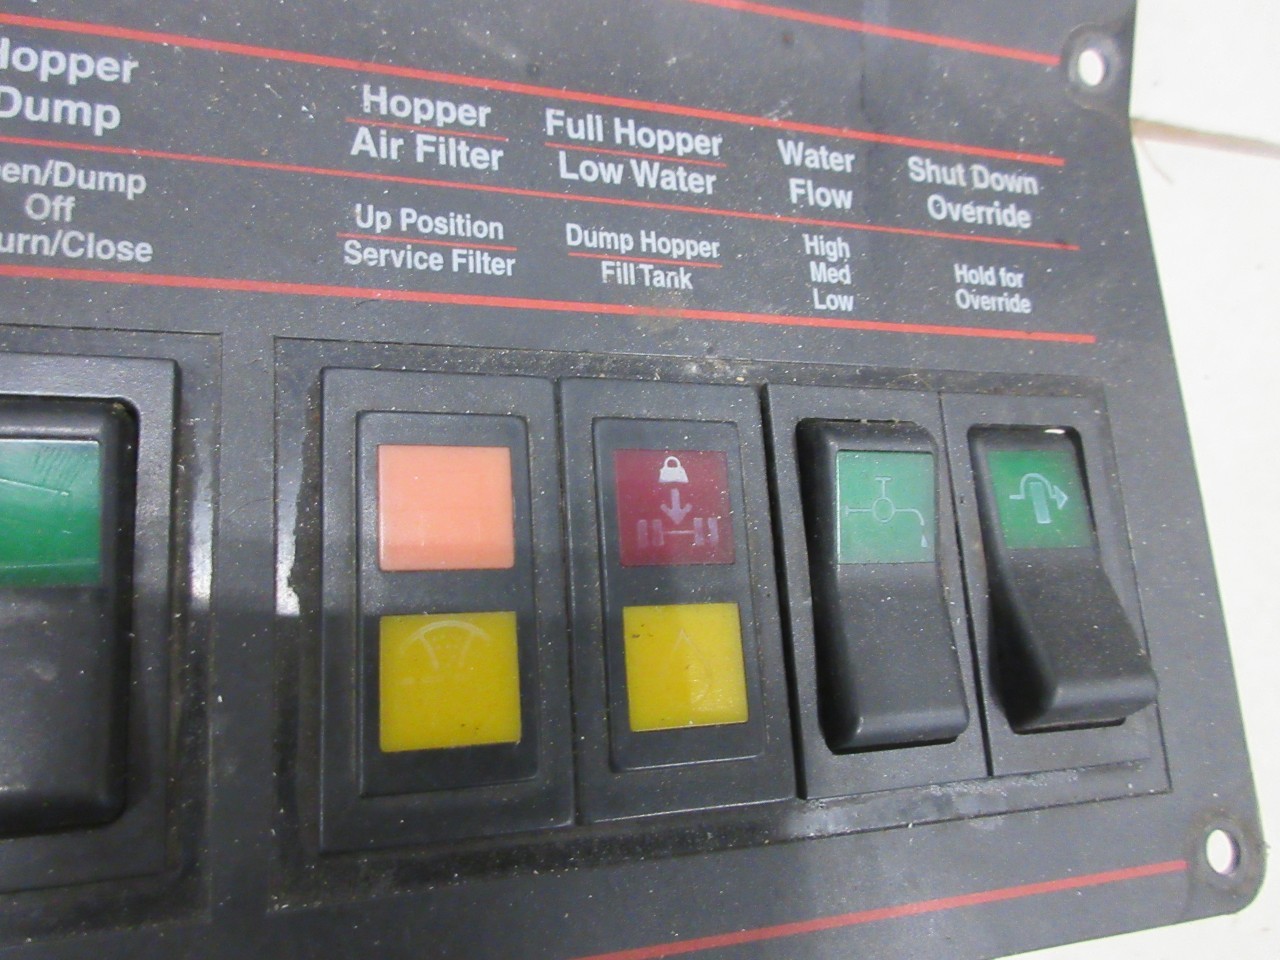 Hopper
Dump
en/Dump
Off
urn/Close
Hopper
Air Filter
Up Position
Service Filter
Full Hopper
Low Water
Dump Hopper
Fill Tank
Water
Flow
High
Med
Low
Shut Down
Override
Hold for
Override